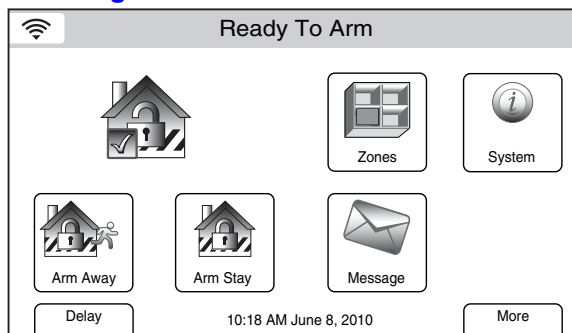 Ready To Arm
Zones
System
Arm Away
Arm Stay
Message
Delay
10:18 AM June 8, 2010
More